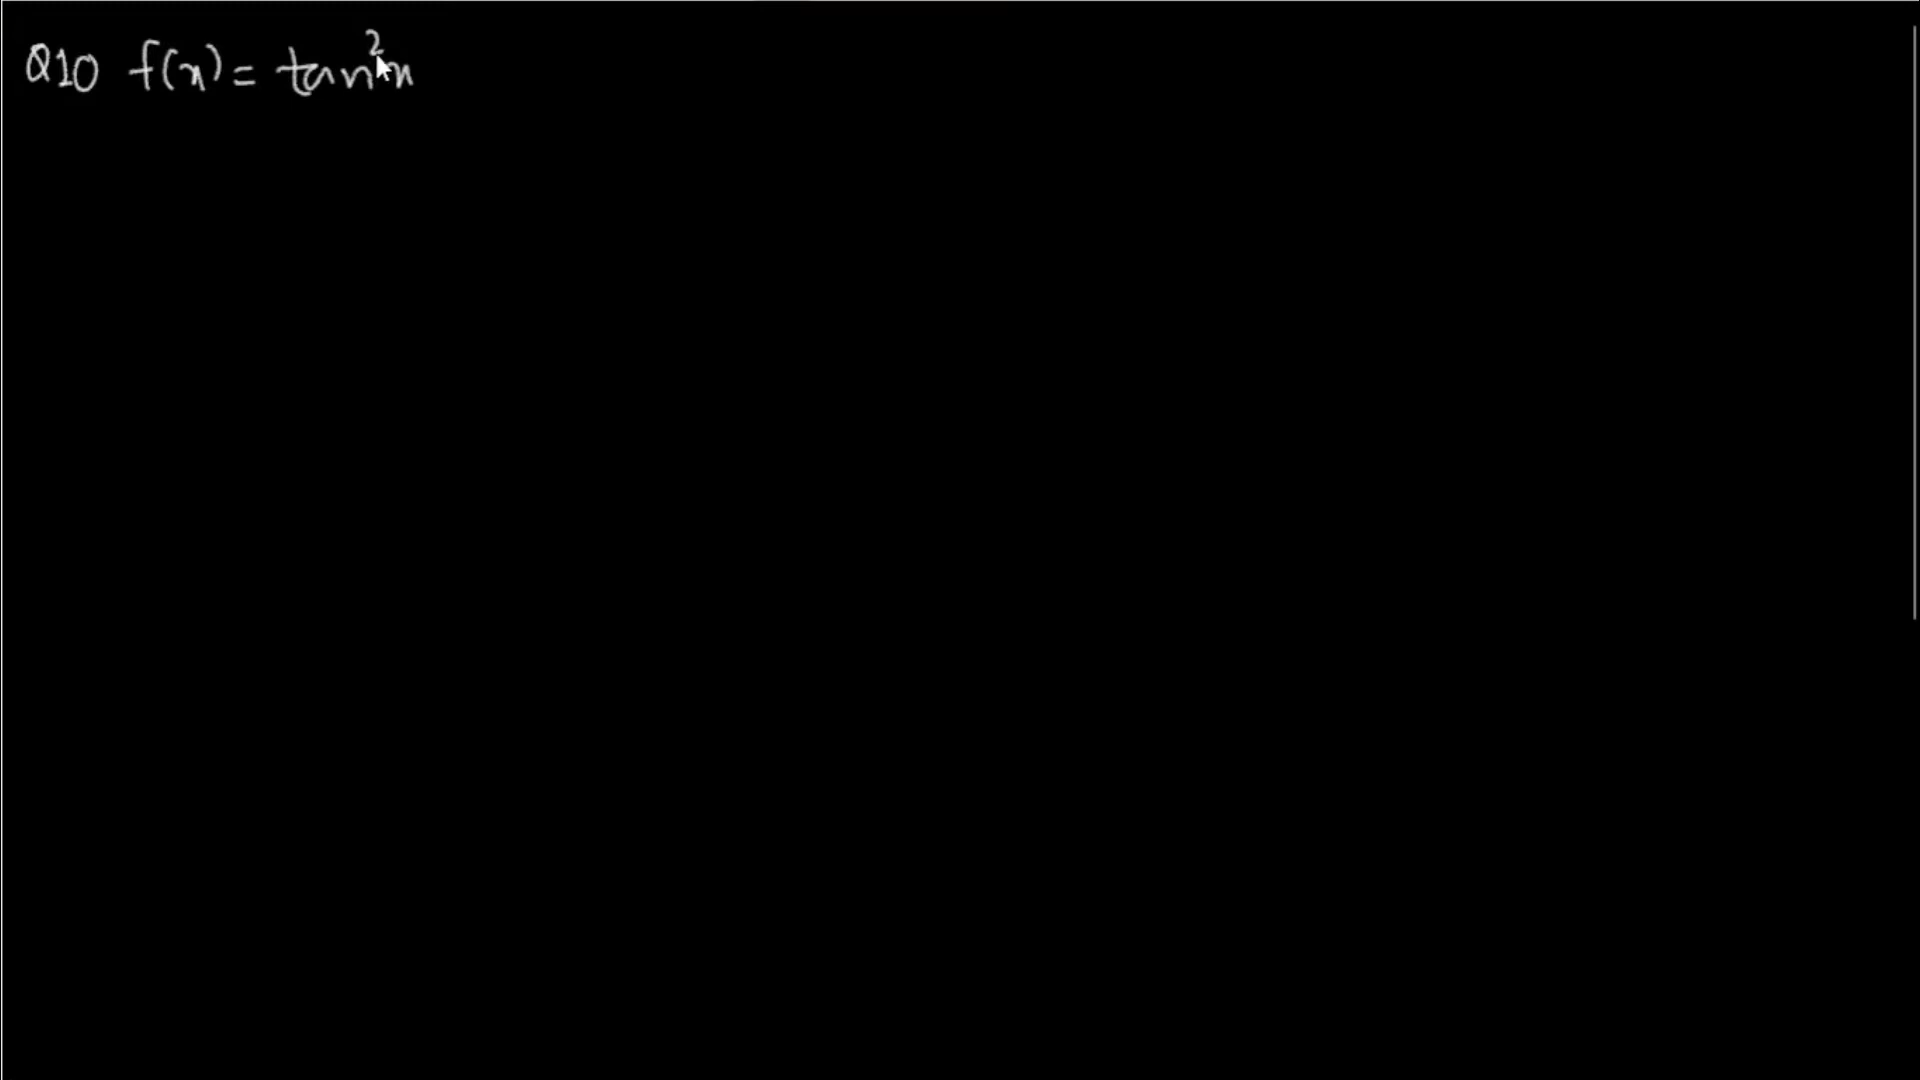 Q10 f(x) = tan²x